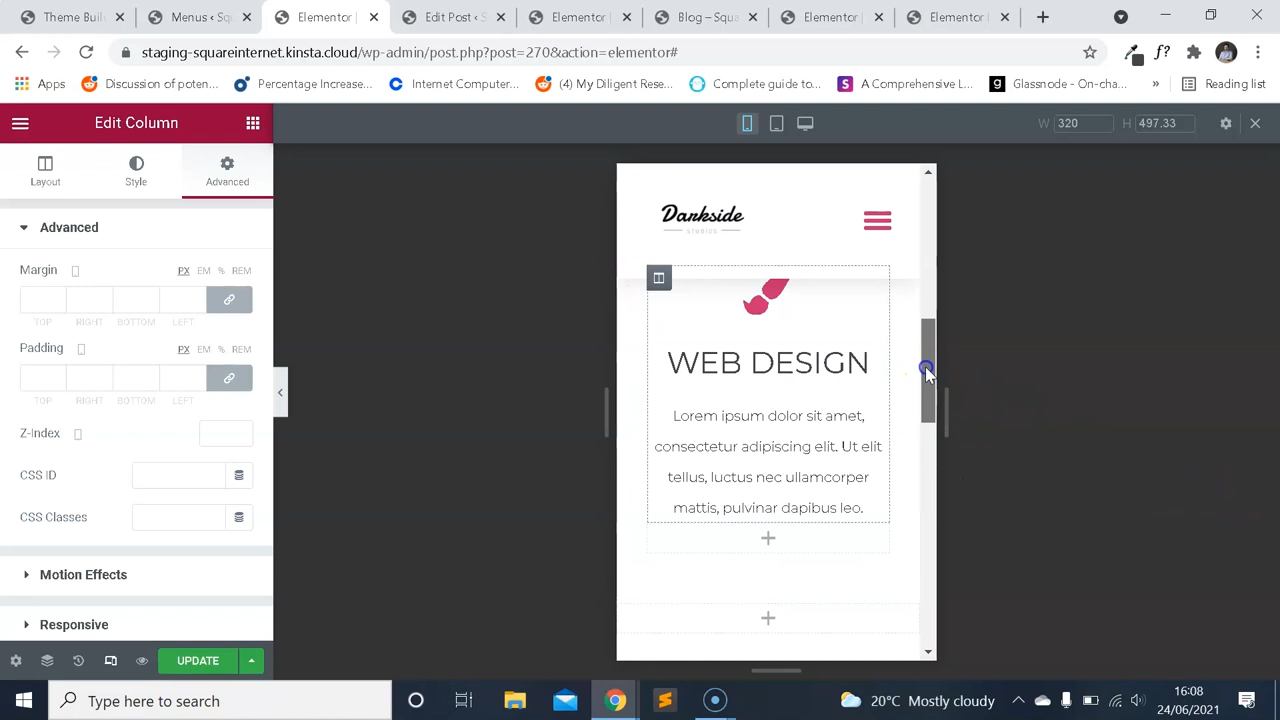 Theme Buil
Menus ‹ Squ
Elementor |
Edit Post ‹ S
Elementor |
Blog – Squa
Elementor |
Elementor |
staging-squareinternet.kinsta.cloud/wp-admin/post.php?post=270&action=elementor#
f?
Apps
Discussion of poten...
Percentage Increase...
Internet Computer...
(4) My Diligent Rese...
Complete guide to...
A Comprehensive L...
Glassnode - On-cha...
»
Reading list
Edit Column
W 320 H 497.33
Layout
Style
Advanced
Advanced
Margin
PX EM % REM
TOP RIGHT BOTTOM LEFT
Padding
PX EM % REM
TOP RIGHT BOTTOM LEFT
Z-Index
CSS ID
CSS Classes
Motion Effects
Responsive
UPDATE
Darkside
STUDIOS
WEB DESIGN
Lorem ipsum dolor sit amet,
consectetur adipiscing elit. Ut elit
tellus, luctus nec ullamcorper
mattis, pulvinar dapibus leo.
Type here to search
20°C Mostly cloudy
16:08
24/06/2021